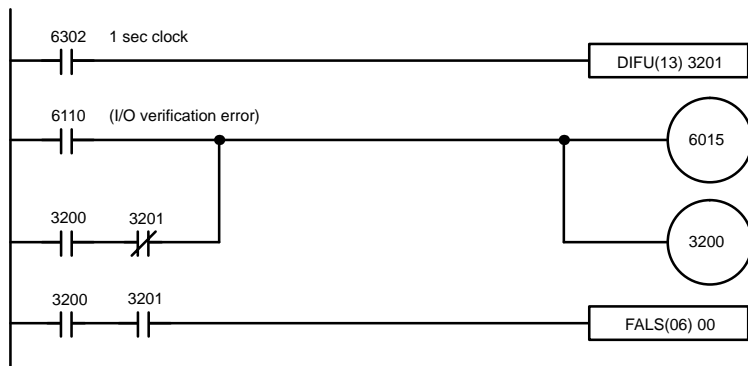 6302 1 sec clock
DIFU(13) 3201
6110 (I/O verification error)
6015
3200 3201
3200
3200 3201
FALS(06) 00